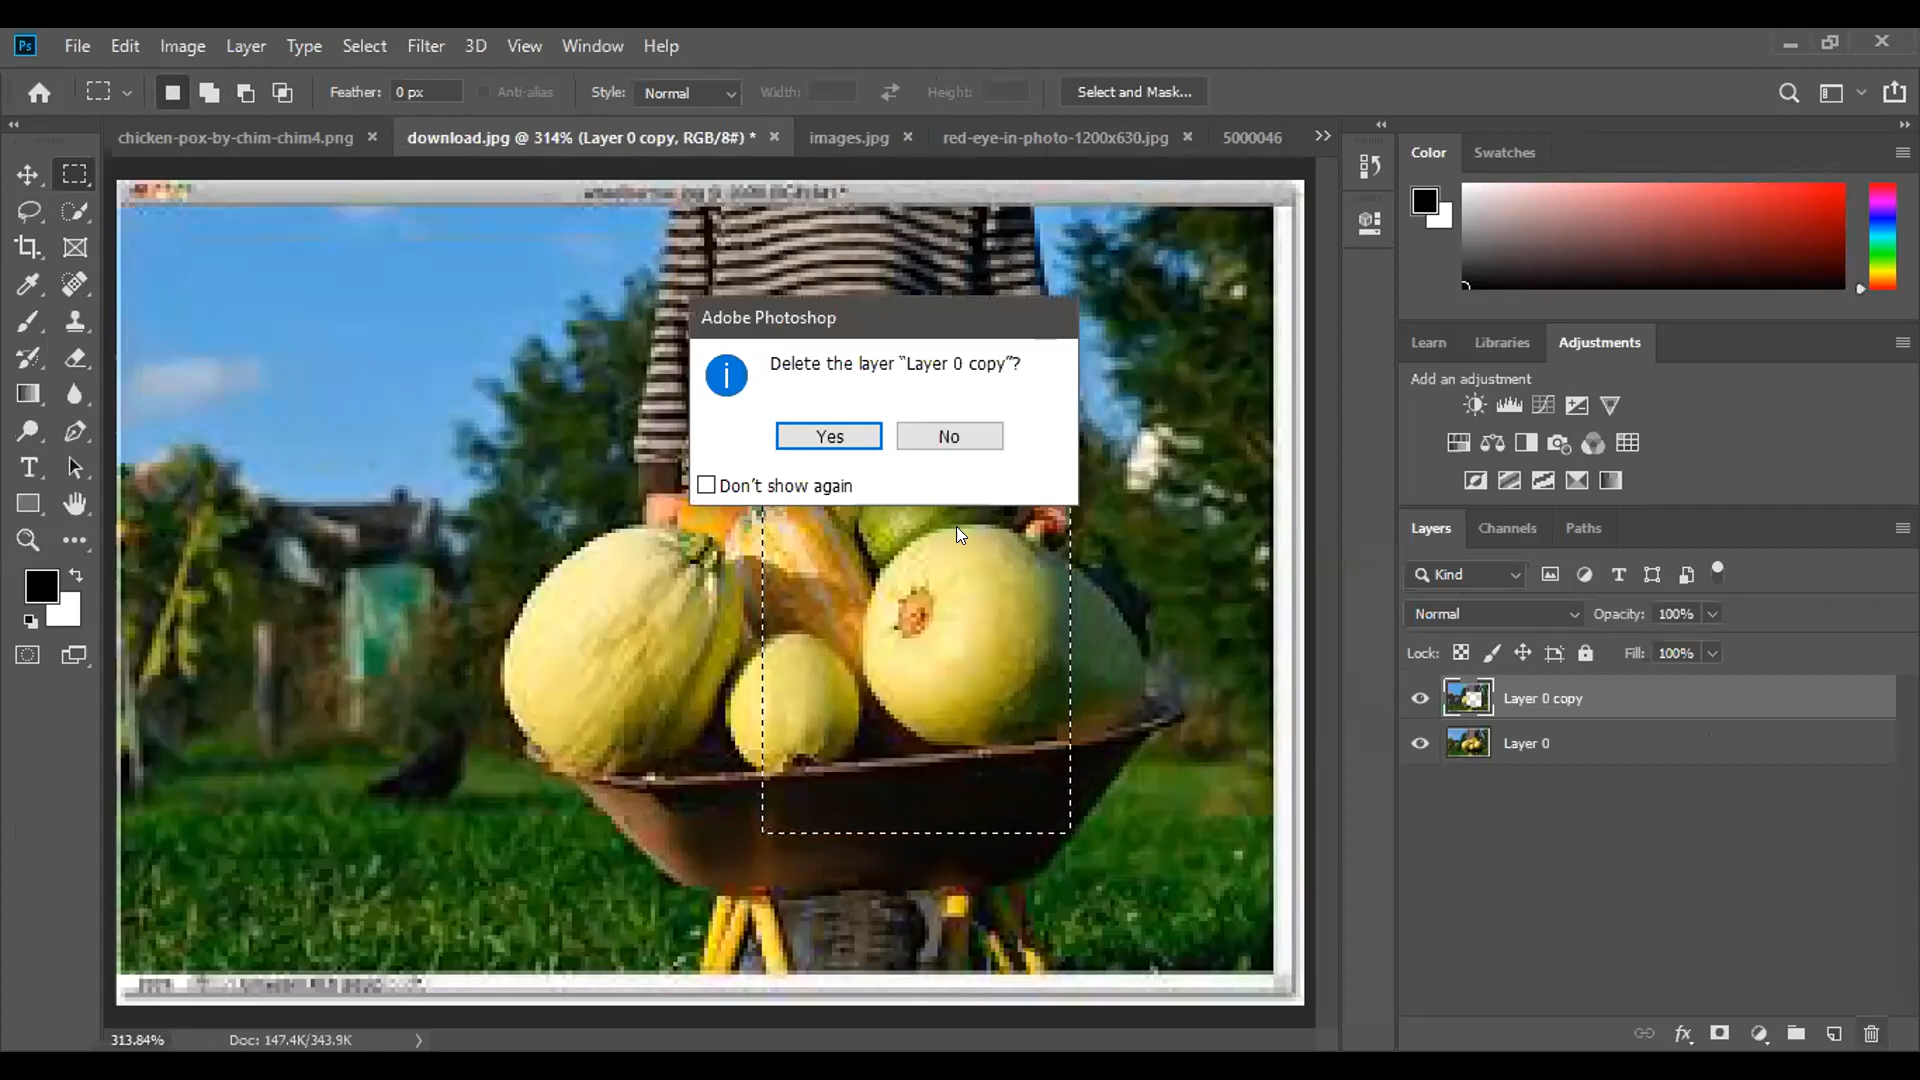 Ps File Edit Image Layer Type Select Filter 3D View Window Help
Feather: 0 px Anti-alias Style: Normal Width: Height: Select and Mask...
chicken-pox-by-chim-chim4.png download.jpg @ 314% (Layer 0 copy, RGB/8#) * images.jpg red-eye-in-photo-1200x630.jpg 5000046
Color Swatches
Adobe Photoshop
Delete the layer “Layer 0 copy”?
Yes No
Don't show again
Learn Libraries Adjustments
Add an adjustment
Layers Channels Paths
Kind
Normal Opacity: 100%
Lock: Fill: 100%
Layer 0 copy
Layer 0
313.84% Doc: 147.4K/343.9K